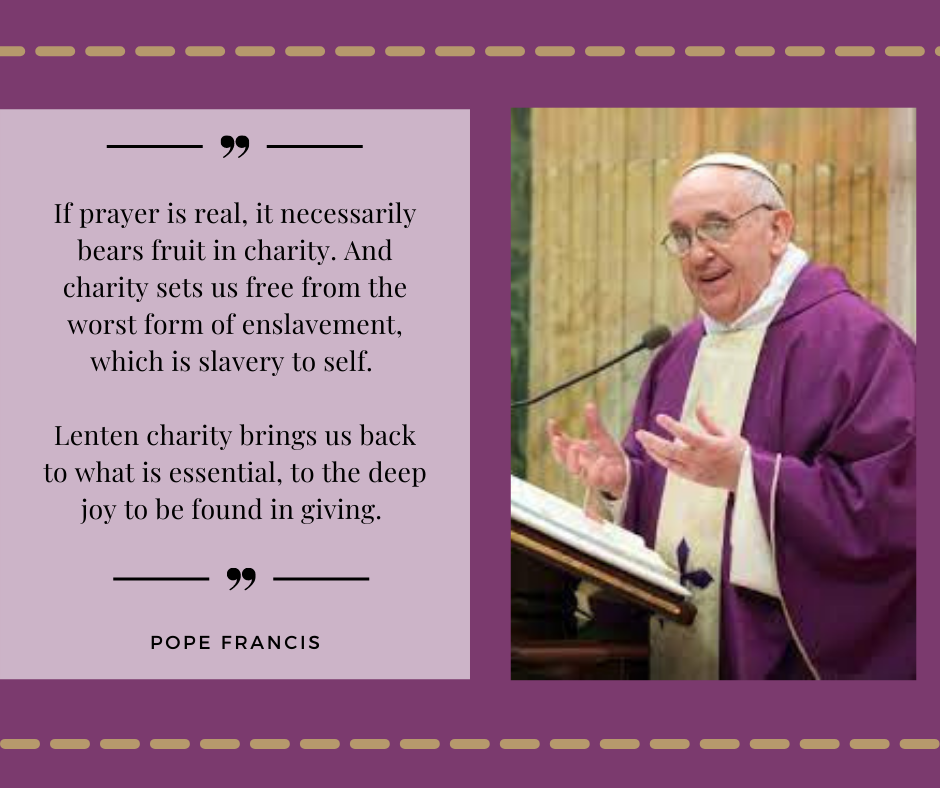 ❞
If prayer is real, it necessarily
bears fruit in charity. And
charity sets us free from the
worst form of enslavement,
which is slavery to self.
Lenten charity brings us back
to what is essential, to the deep
joy to be found in giving.
❞
POPE FRANCIS